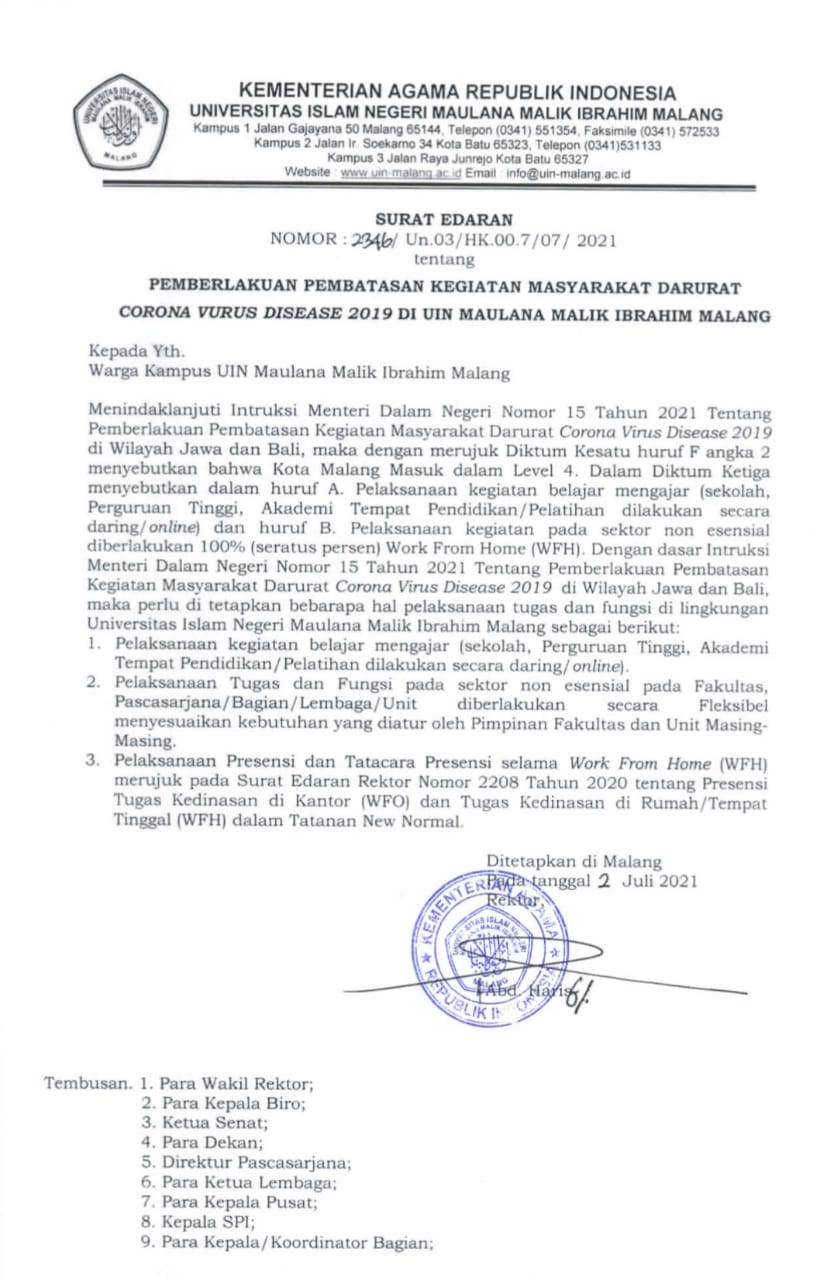 KEMENTERIAN AGAMA REPUBLIK INDONESIA
UNIVERSITAS ISLAM NEGERI MAULANA MALIK IBRAHIM MALANG
Kampus 1 Jalan Gajayana 50 Malang 65144, Telepon (0341) 551354, Faksimile (0341) 572533
Kampus 2 Jalan Ir. Soekarno 34 Kota Batu 65323, Telepon (0341)531133
Kampus 3 Jalan Raya Junrejo Kota Batu 65327
Website : www.uin-malang.ac.id Email : info@uin-malang.ac.id
SURAT EDARAN
NOMOR : 2346/ Un.03/HK.00.7/07/ 2021
tentang
PEMBERLAKUAN PEMBATASAN KEGIATAN MASYARAKAT DARURAT
CORONA VURUS DISEASE 2019 DI UIN MAULANA MALIK IBRAHIM MALANG
Kepada Yth.
Warga Kampus UIN Maulana Malik Ibrahim Malang
Menindaklanjuti Intruksi Menteri Dalam Negeri Nomor 15 Tahun 2021 Tentang
Pemberlakuan Pembatasan Kegiatan Masyarakat Darurat Corona Virus Disease 2019
di Wilayah Jawa dan Bali, maka dengan merujuk Diktum Kesatu huruf F angka 2
menyebutkan bahwa Kota Malang Masuk dalam Level 4. Dalam Diktum Ketiga
menyebutkan dalam huruf A. Pelaksanaan kegiatan belajar mengajar (sekolah,
Perguruan Tinggi, Akademi Tempat Pendidikan/Pelatihan dilakukan secara
daring/online) dan huruf B. Pelaksanaan kegiatan pada sektor non esensial
diberlakukan 100% (seratus persen) Work From Home (WFH). Dengan dasar Intruksi
Menteri Dalam Negeri Nomor 15 Tahun 2021 Tentang Pemberlakuan Pembatasan
Kegiatan Masyarakat Darurat Corona Virus Disease 2019 di Wilayah Jawa dan Bali,
maka perlu di tetapkan bebarapa hal pelaksanaan tugas dan fungsi di lingkungan
Universitas Islam Negeri Maulana Malik Ibrahim Malang sebagai berikut:
1. Pelaksanaan kegiatan belajar mengajar (sekolah, Perguruan Tinggi, Akademi
Tempat Pendidikan/Pelatihan dilakukan secara daring/online).
2. Pelaksanaan Tugas dan Fungsi pada sektor non esensial pada Fakultas,
Pascasarjana/Bagian/Lembaga/Unit diberlakukan secara Fleksibel
menyesuaikan kebutuhan yang diatur oleh Pimpinan Fakultas dan Unit Masing-
Masing.
3. Pelaksanaan Presensi dan Tatacara Presensi selama Work From Home (WFH)
merujuk pada Surat Edaran Rektor Nomor 2208 Tahun 2020 tentang Presensi
Tugas Kedinasan di Kantor (WFO) dan Tugas Kedinasan di Rumah/Tempat
Tinggal (WFH) dalam Tatanan New Normal.
Ditetapkan di Malang
Pada tanggal 2 Juli 2021
Rektor,
KEMENTERIAN AGAMA
REPUBLIK INDONESIA
Abd. Haris
Tembusan. 1. Para Wakil Rektor;
2. Para Kepala Biro;
3. Ketua Senat;
4. Para Dekan;
5. Direktur Pascasarjana;
6. Para Ketua Lembaga;
7. Para Kepala Pusat;
8. Kepala SPI;
9. Para Kepala/Koordinator Bagian;